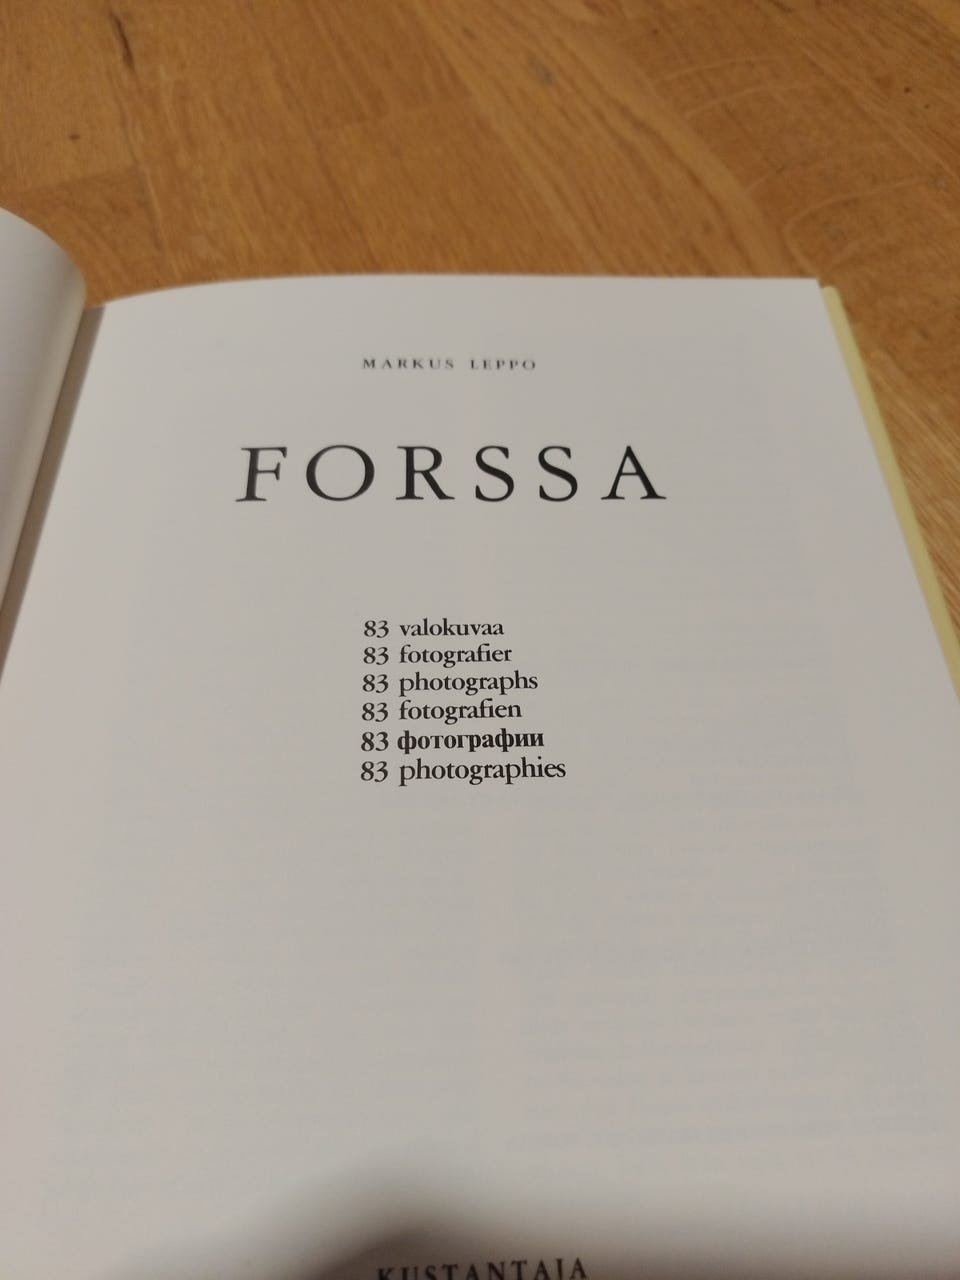 MARKUS LEPPO
FORSSA
83 valokuvaa
83 fotografier
83 photographs
83 fotografien
83 фотографии
83 photographies
KUSTANTAJA